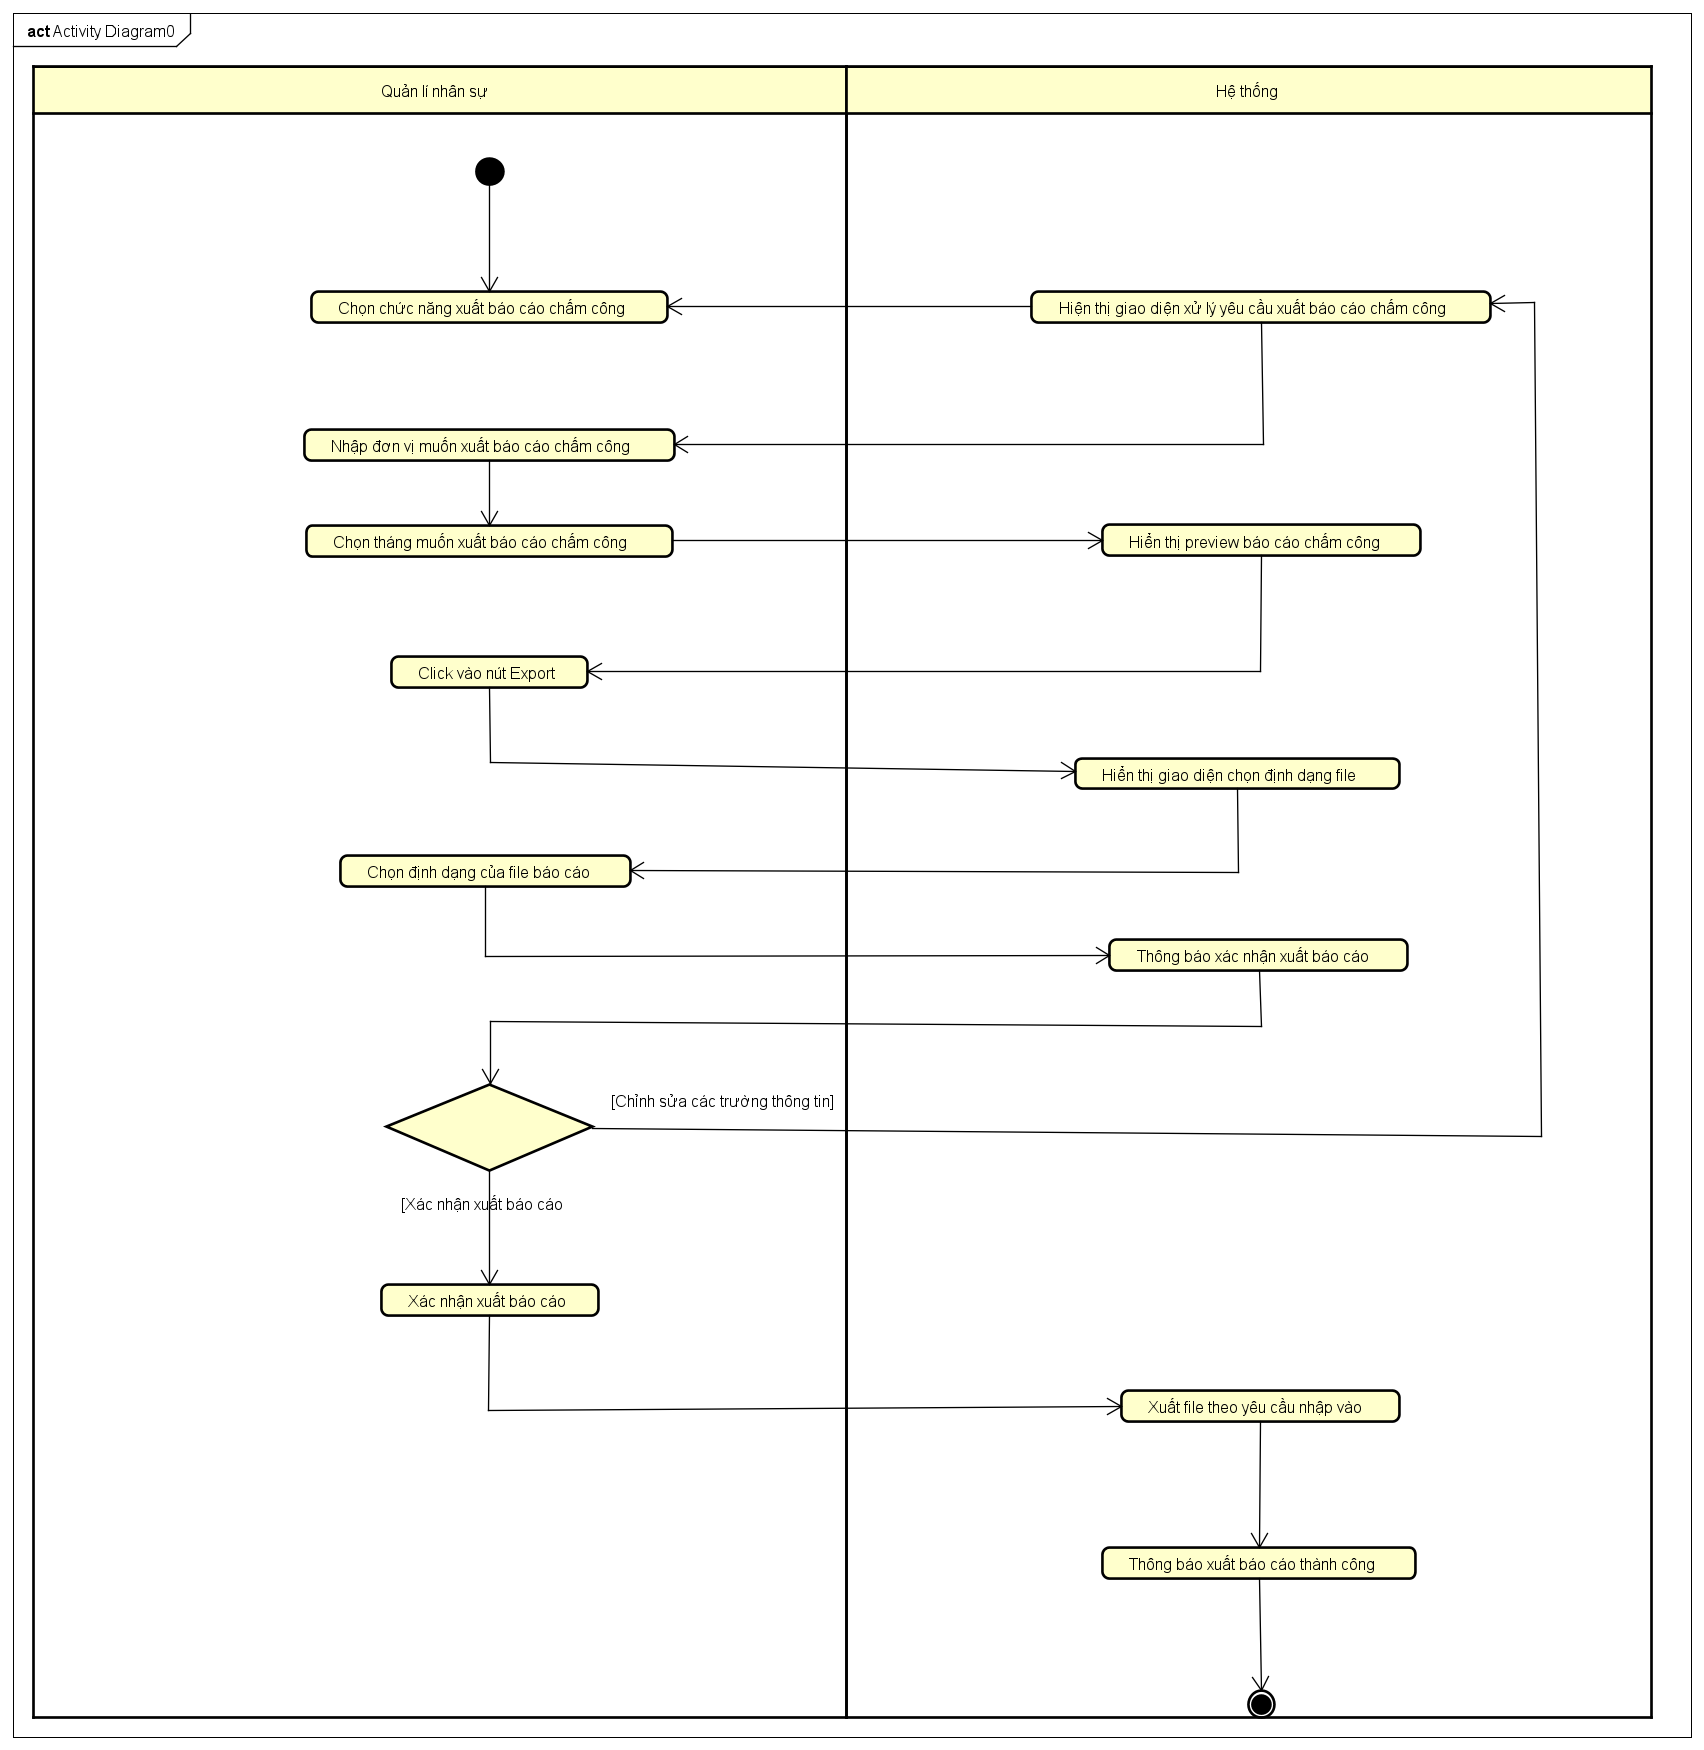 act Activity Diagram0
Quản lí nhân sự
Hệ thống
Chọn chức năng xuất báo cáo chấm công
Hiện thị giao diện xử lý yêu cầu xuất báo cáo chấm công
Nhập đơn vị muốn xuất báo cáo chấm công
Chọn tháng muốn xuất báo cáo chấm công
Hiển thị preview báo cáo chấm công
Click vào nút Export
Hiển thị giao diện chọn định dạng file
Chọn định dạng của file báo cáo
Thông báo xác nhận xuất báo cáo
[Chỉnh sửa các trường thông tin]
[Xác nhận xuất báo cáo
Xác nhận xuất báo cáo
Xuất file theo yêu cầu nhập vào
Thông báo xuất báo cáo thành công